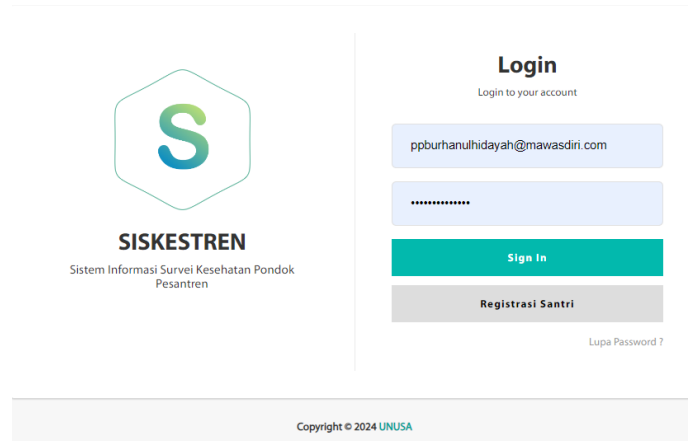 S
SISKESTREN
Sistem Informasi Survei Kesehatan Pondok
Pesantren
Login
Login to your account
ppburhanulhidayah@mawasdiri.com
••••••••••••••
Sign In
Registrasi Santri
Lupa Password ?
Copyright © 2024 UNUSA